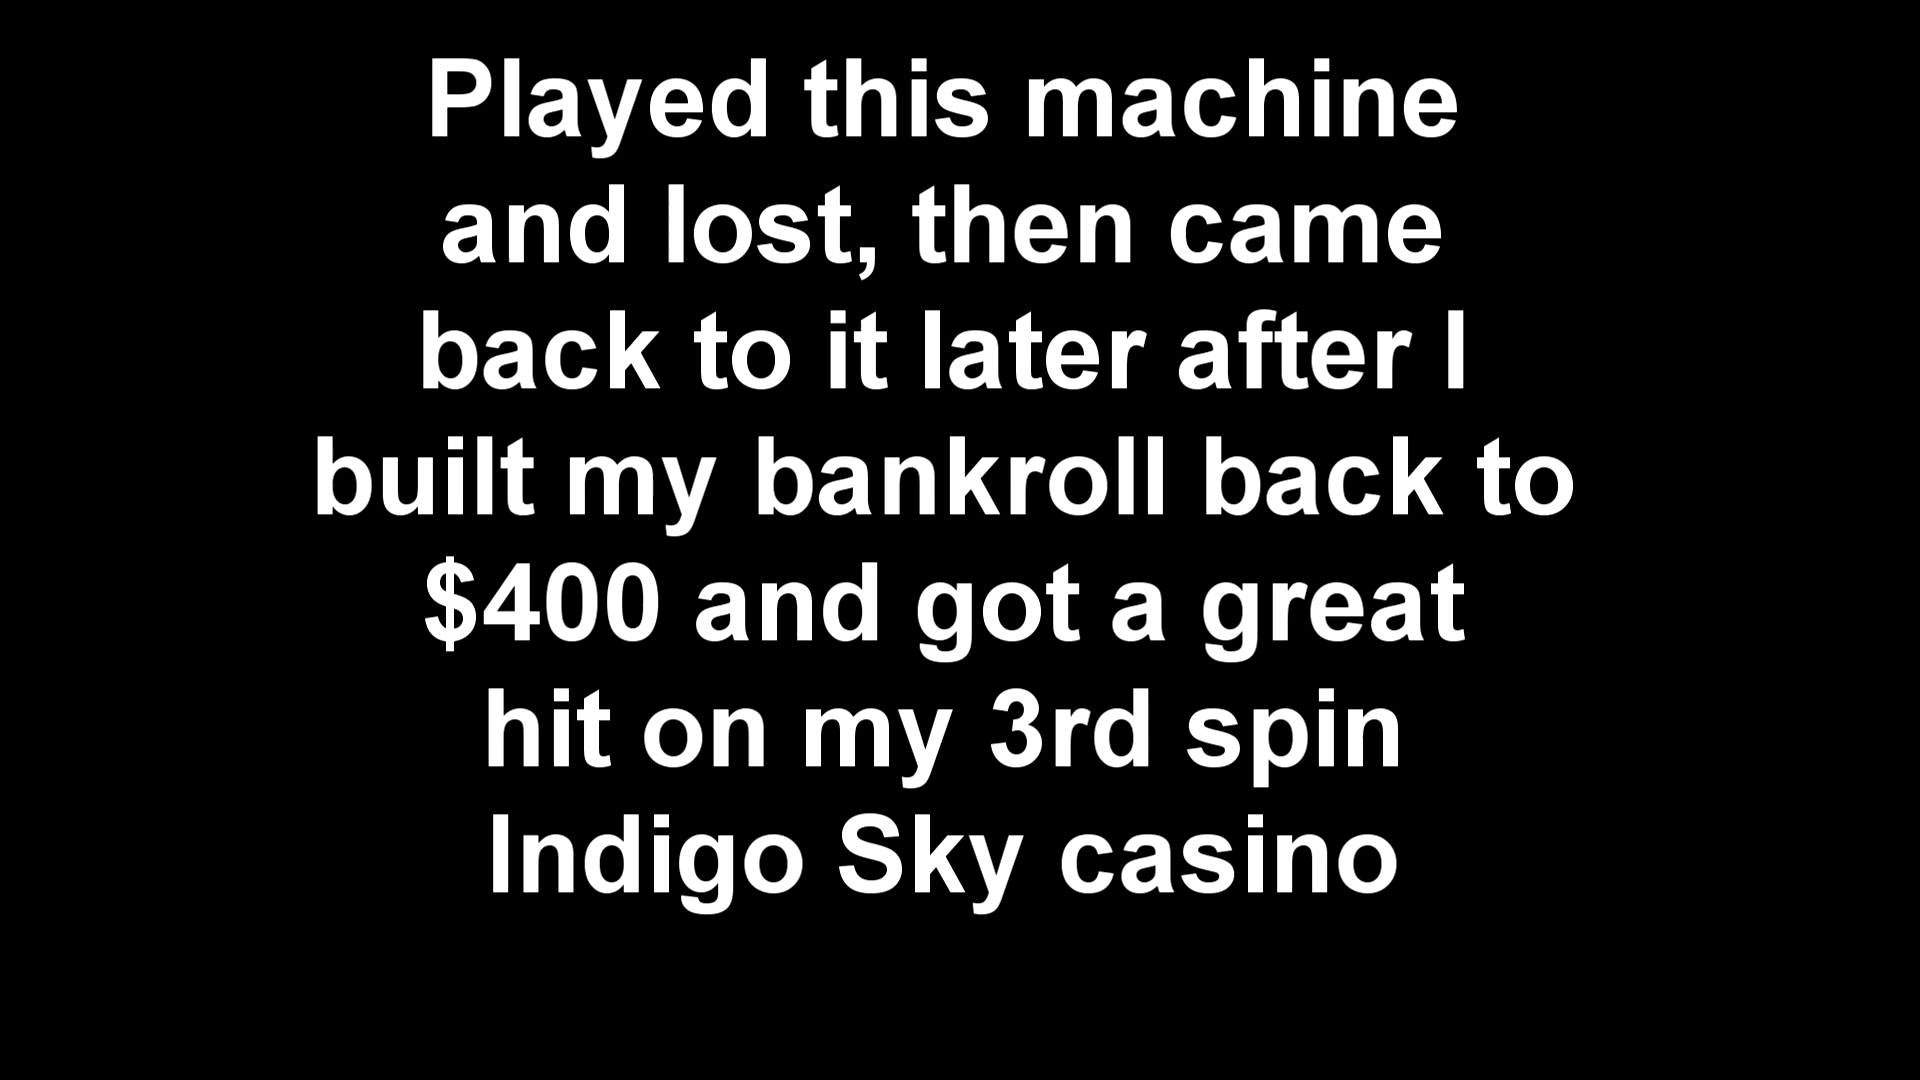 Played this machine
and lost, then came
back to it later after I
built my bankroll back to
$400 and got a great
hit on my 3rd spin
Indigo Sky casino